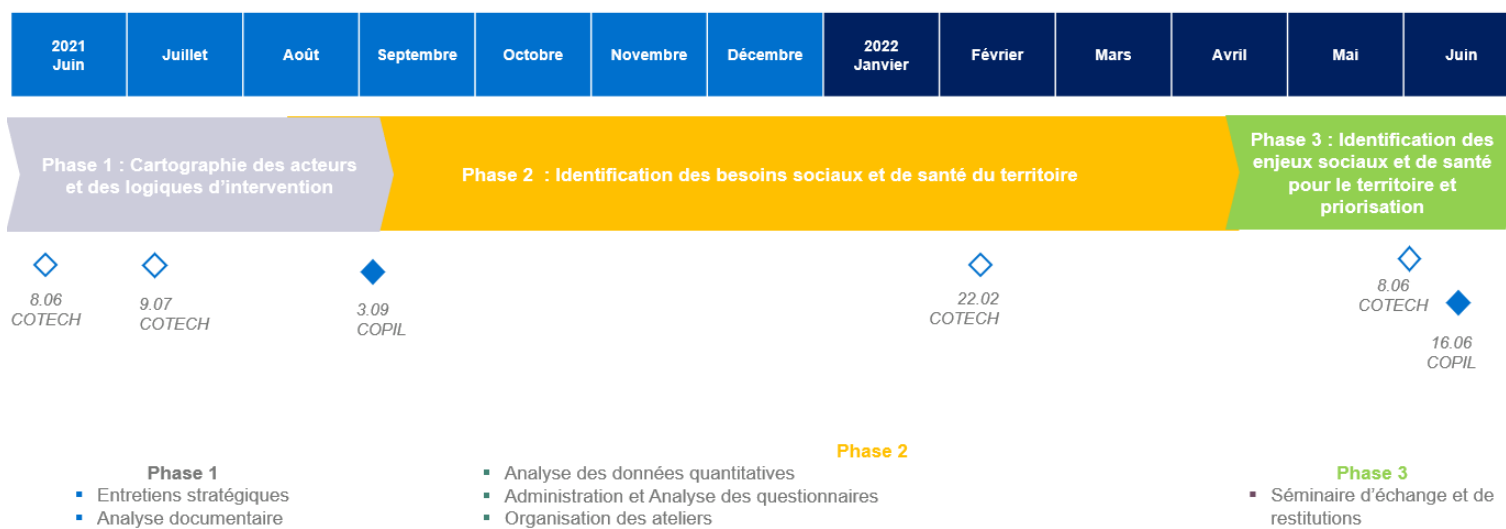 2021
Juin
Juillet
Août
Septembre
Octobre
Novembre
Décembre
2022
Janvier
Février
Mars
Avril
Mai
Juin
Phase 1 : Cartographie des acteurs
et des logiques d'intervention
Phase 2 : Identification des besoins sociaux et de santé du territoire
Phase 3 : Identification des
enjeux sociaux et de santé
pour le territoire et
priorisation
8.06
COTECH
9.07
COTECH
3.09
COPIL
22.02
COTECH
8.06
COTECH
16.06
COPIL
Phase 1
▪ Entretiens stratégiques
▪ Analyse documentaire
Phase 2
▪ Analyse des données quantitatives
▪ Administration et Analyse des questionnaires
▪ Organisation des ateliers
Phase 3
▪ Séminaire d'échange et de
restitutions